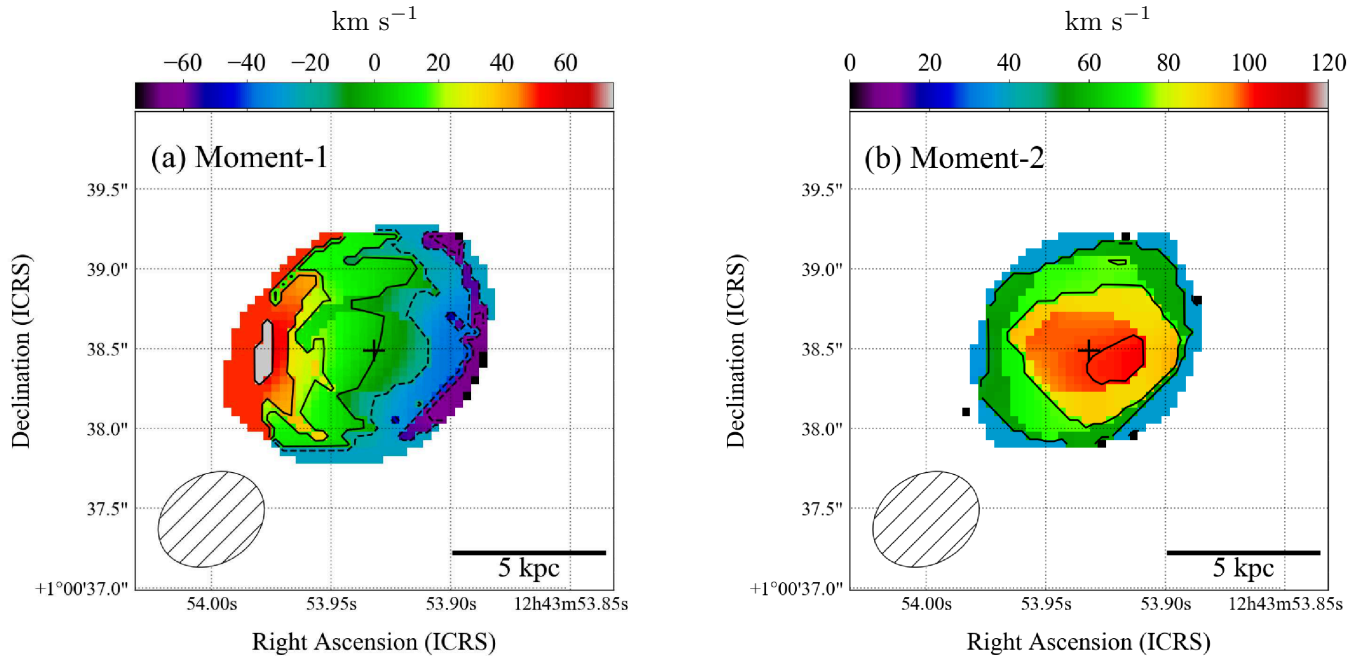 km s−1
−60 −40 −20 0 20 40 60
(a) Moment-1
39.5"
39.0"
38.5"
38.0"
37.5"
+1°00'37.0"
Declination (ICRS)
5 kpc
54.00s 53.95s 53.90s 12h43m53.85s
Right Ascension (ICRS)
km s−1
0 20 40 60 80 100 120
(b) Moment-2
39.5"
39.0"
38.5"
38.0"
37.5"
+1°00'37.0"
Declination (ICRS)
5 kpc
54.00s 53.95s 53.90s 12h43m53.85s
Right Ascension (ICRS)